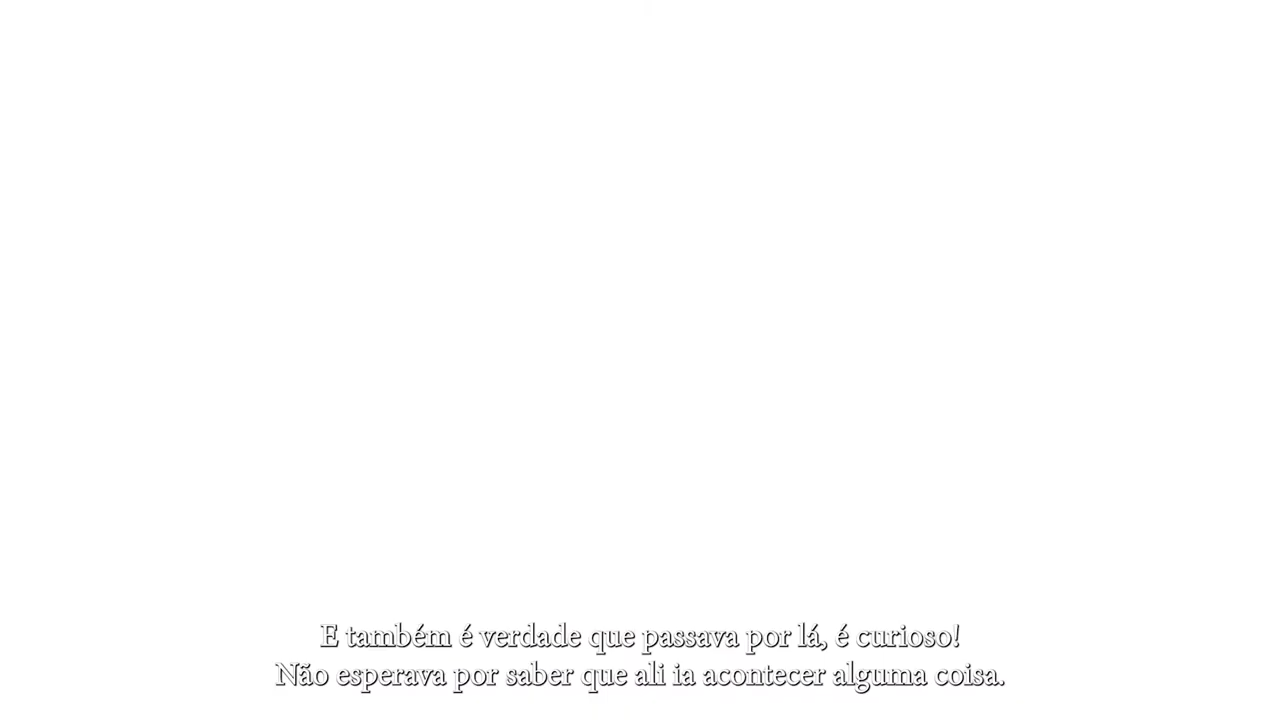 E também é verdade que passava por lá, é curioso!
Não esperava por saber que ali ia acontecer alguma coisa.